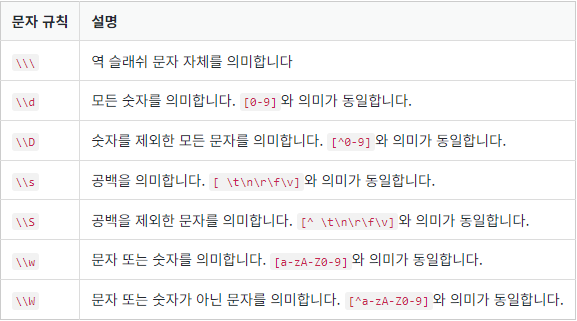 문자 규칙 설명
\\\ 역 슬래쉬 문자 자체를 의미합니다
\\d 모든 숫자를 의미합니다. [0-9] 와 의미가 동일합니다.
\\D 숫자를 제외한 모든 문자를 의미합니다. [^0-9] 와 의미가 동일합니다.
\\s 공백을 의미합니다. [ \t\n\r\f\v] 와 의미가 동일합니다.
\\S 공백을 제외한 문자를 의미합니다. [^ \t\n\r\f\v] 와 의미가 동일합니다.
\\w 문자 또는 숫자를 의미합니다. [a-zA-Z0-9] 와 의미가 동일합니다.
\\W 문자 또는 숫자가 아닌 문자를 의미합니다. [^a-zA-Z0-9] 와 의미가 동일합니다.